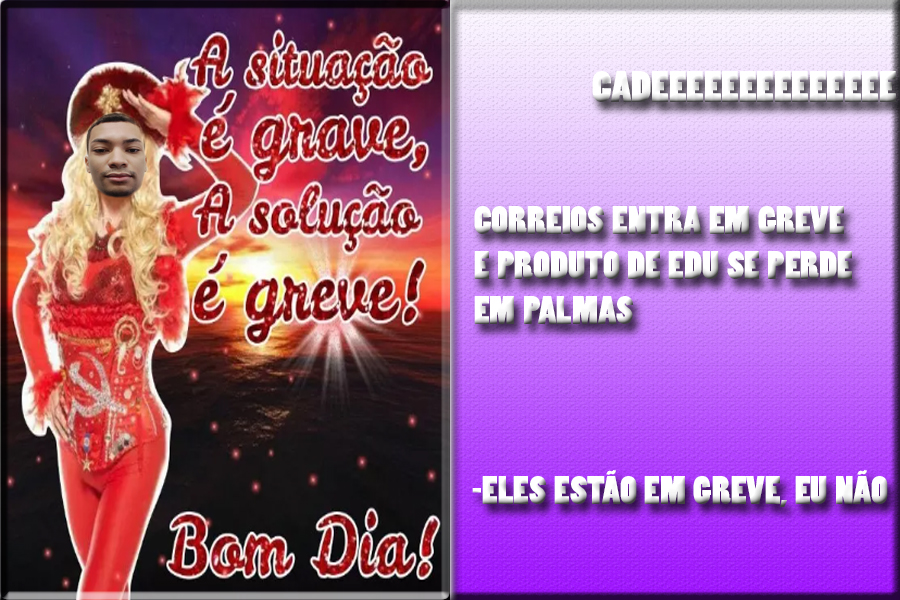 A situação
é grave,
A solução
é greve!
Bom Dia!
CADEEEEEEEEEEEEEEE
CORREIOS ENTRA EM GREVE
E PRODUTO DE EDU SE PERDE
EM PALMAS
-ELES ESTÃO EM GREVE, EU NÃO